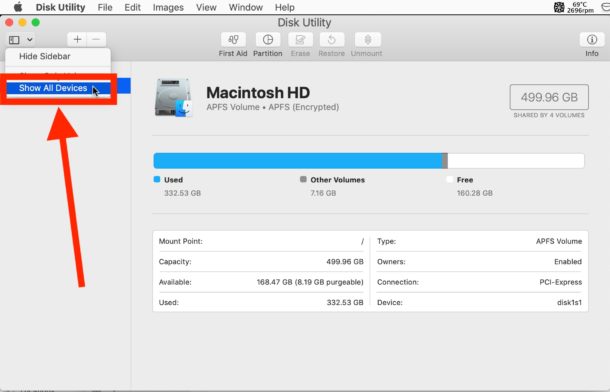 Disk Utility File Edit Images View Window Help 69°C
2696rpm
Disk Utility
First Aid Partition Erase Restore Unmount Info
Hide Sidebar
Show All Devices
Macintosh HD
APFS Volume • APFS (Encrypted)
499.96 GB
SHARED BY 4 VOLUMES
Used
332.53 GB
Other Volumes
7.16 GB
Free
160.28 GB
Mount Point: /
Type: APFS Volume
Capacity: 499.96 GB
Owners: Enabled
Available: 168.47 GB (8.19 GB purgeable)
Connection: PCI-Express
Used: 332.53 GB
Device: disk1s1